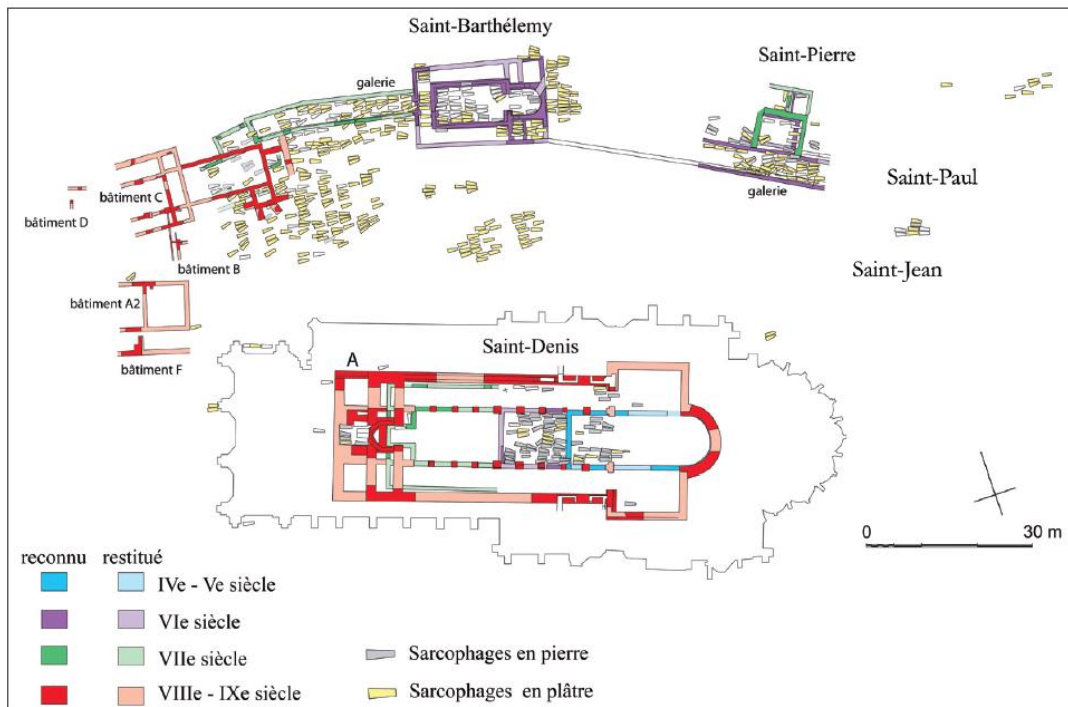 Saint-Barthélemy
Saint-Pierre
galerie
Saint-Paul
bâtiment C
bâtiment D
galerie
Saint-Jean
bâtiment B
bâtiment A2
Saint-Denis
A
bâtiment F
0 30 m
reconnu restitué
IVe - Ve siècle
VIe siècle
VIIe siècle
Sarcophages en pierre
VIIIe - IXe siècle
Sarcophages en plâtre